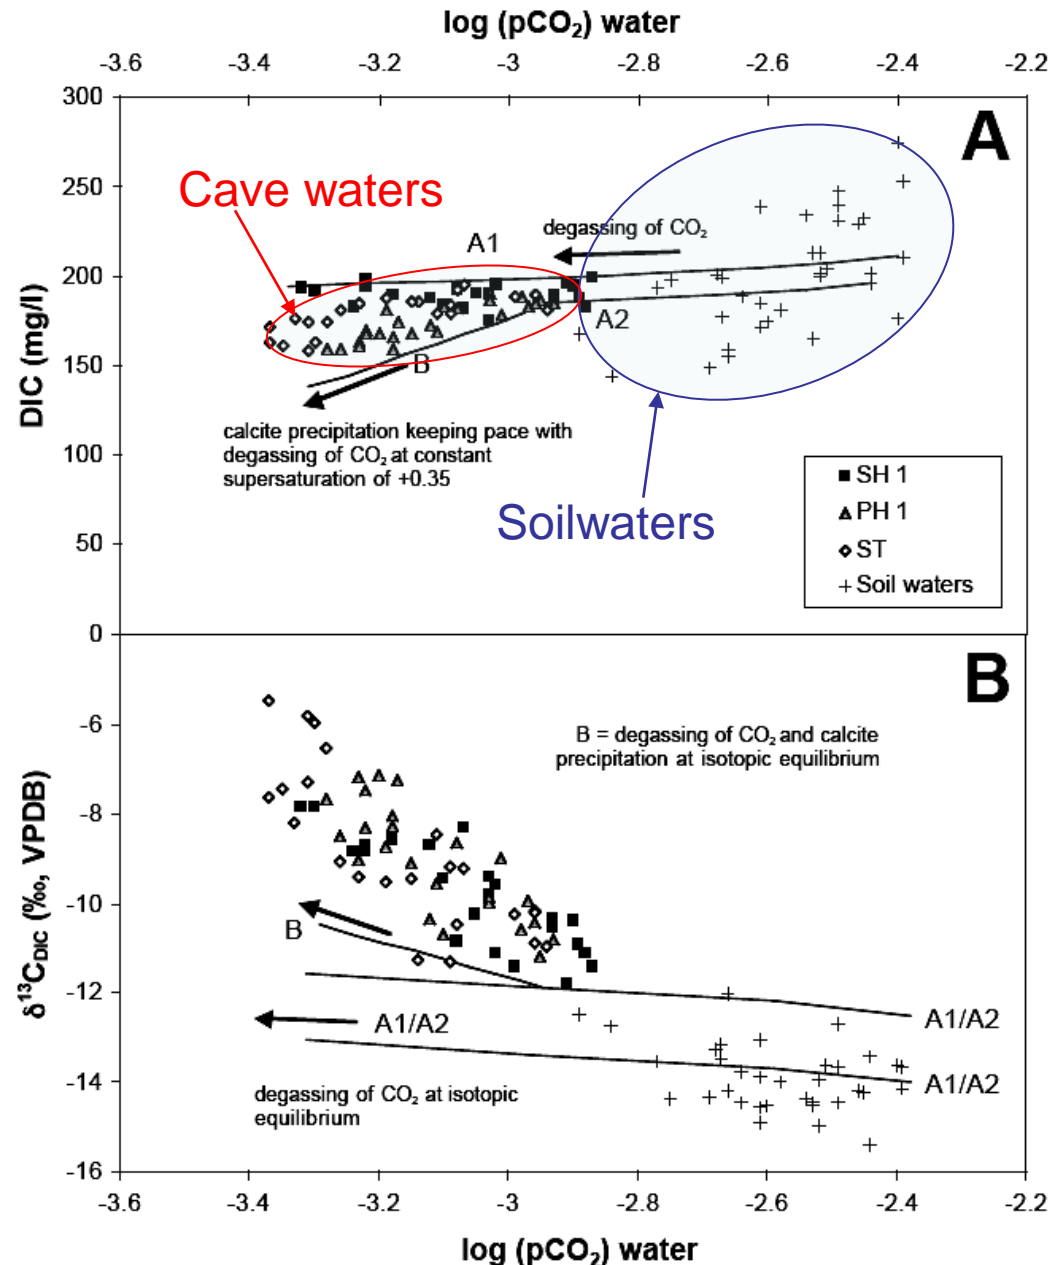 log (pCO₂) water
-3.6 -3.4 -3.2 -3 -2.8 -2.6 -2.4 -2.2
300
A
250
Cave waters
degassing of CO₂
A1
200
A2
DIC (mg/l)
150
B
calcite precipitation keeping pace with
degassing of CO₂ at constant
supersaturation of +0.35
100
SH 1
PH 1
ST
Soil waters
Soilwaters
50
0
B
-6
B = degassing of CO₂ and calcite
precipitation at isotopic equilibrium
-8
δ¹³C_DIC (‰, VPDB)
-10
B
-12
A1/A2
A1/A2
A1/A2
-14
degassing of CO₂ at isotopic
equilibrium
-16
-3.6 -3.4 -3.2 -3 -2.8 -2.6 -2.4 -2.2
log (pCO₂) water